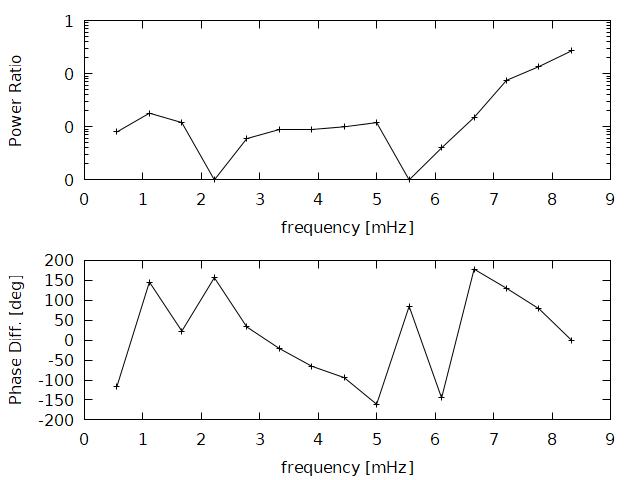 1
0
0
0
Power Ratio
0 1 2 3 4 5 6 7 8 9
frequency [mHz]
200
150
100
50
0
-50
-100
-150
-200
Phase Diff. [deg]
0 1 2 3 4 5 6 7 8 9
frequency [mHz]